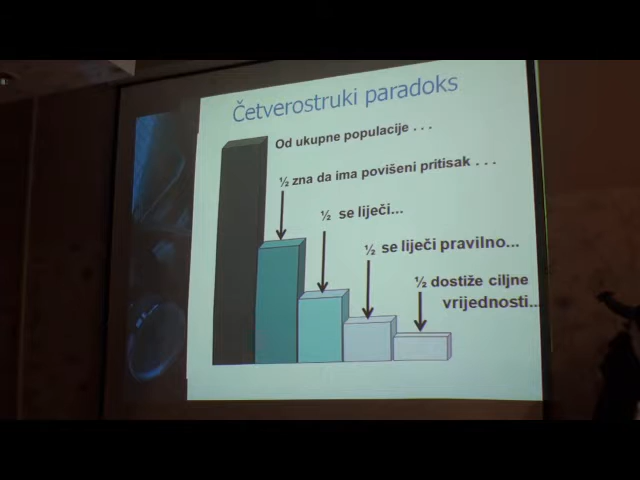 Četverostruki paradoks
Od ukupne populacije . . .
½ zna da ima povišeni pritisak . . .
½ se liječi...
½ se liječi pravilno...
½ dostiže ciljne
vrijednosti...